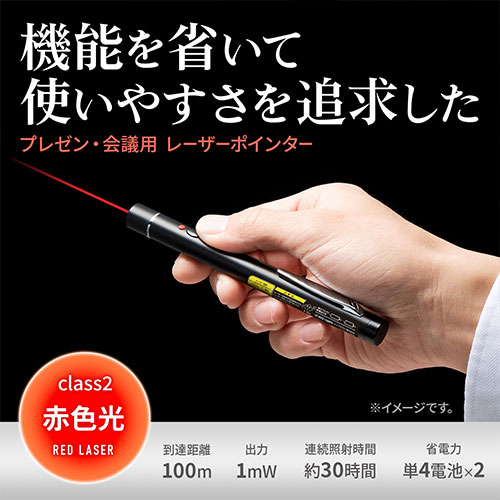 機能を省いて
使いやすさを追求した
プレゼン・会議用 レーザーポインター
※イメージです。
class2
赤色光
RED LASER
到達距離 出力 連続照射時間 省電力
100m 1mW 約30時間 単4電池×2